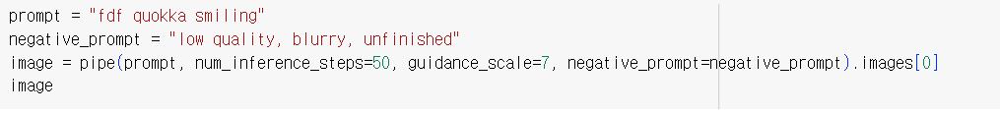 prompt = "fdf quokka smiling"
negative_prompt = "low quality, blurry, unfinished"
image = pipe(prompt, num_inference_steps=50, guidance_scale=7, negative_prompt=negative_prompt).images[0]
image